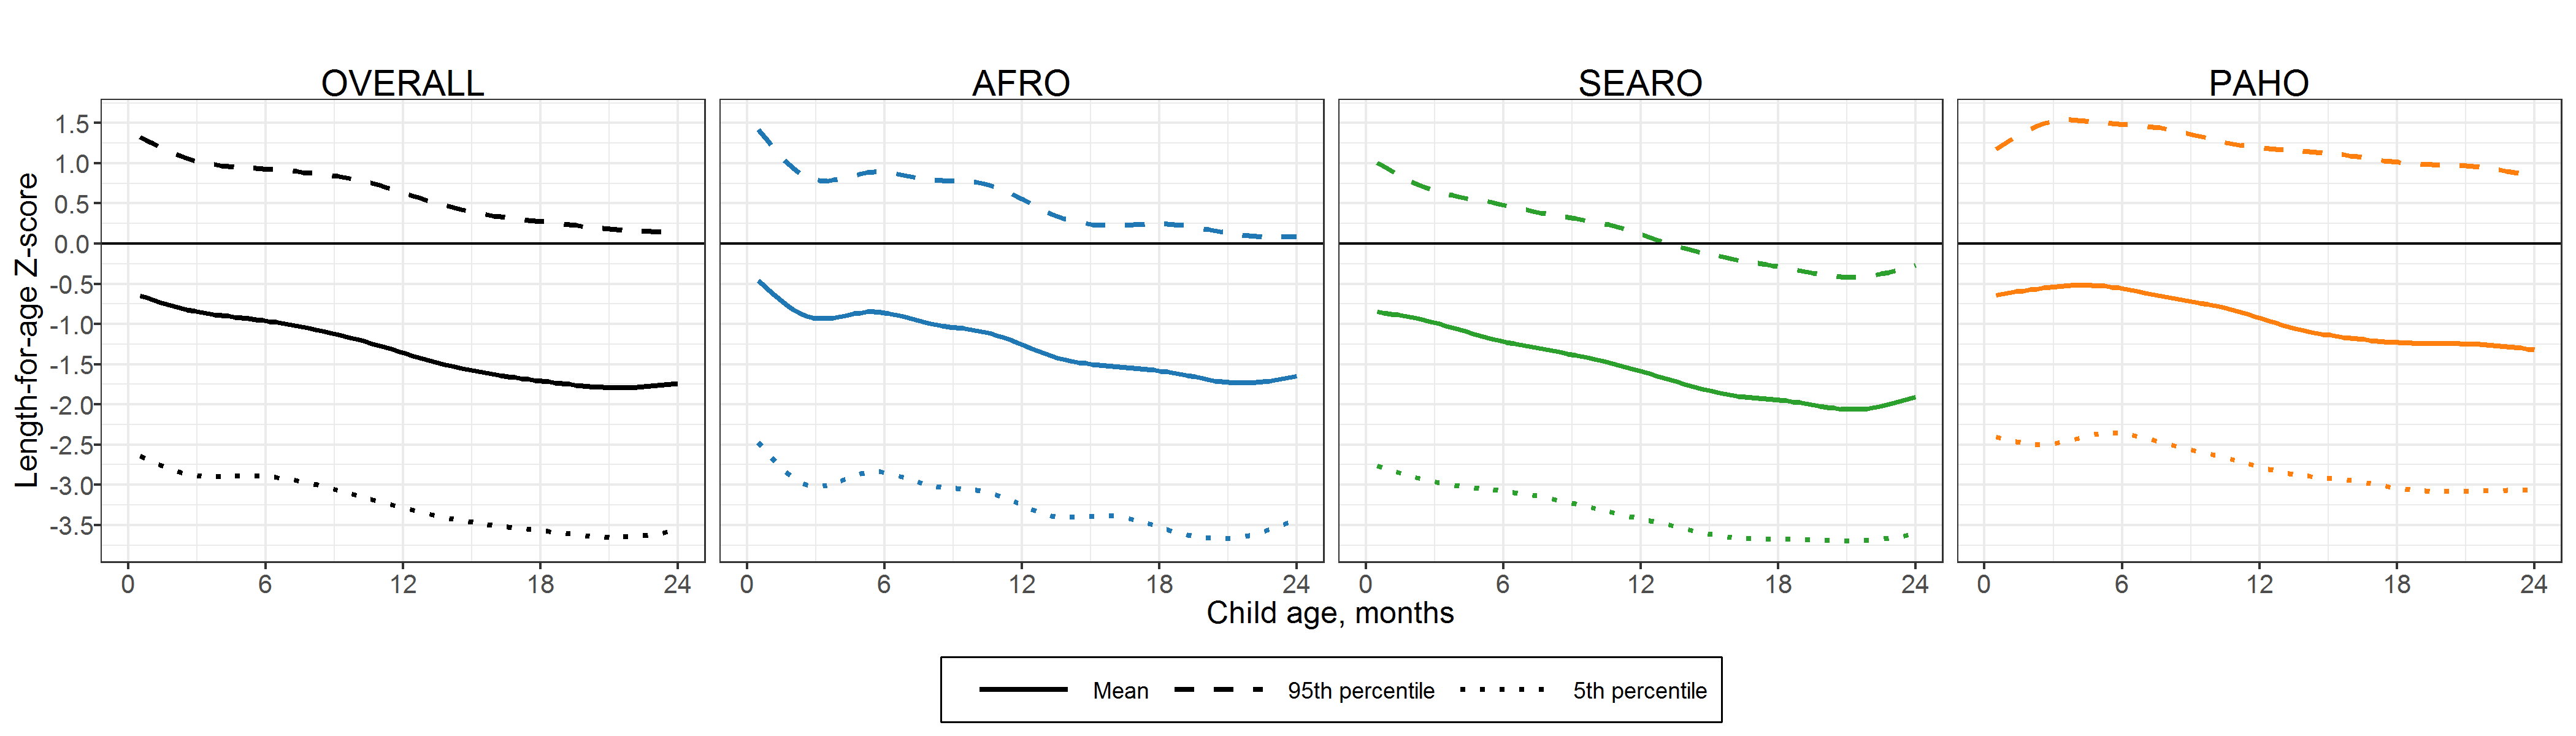 OVERALL AFRO SEARO PAHO
Length-for-age Z-score
1.5
1.0
0.5
0.0
-0.5
-1.0
-1.5
-2.0
-2.5
-3.0
-3.5
0 6 12 18 24 0 6 12 18 24 0 6 12 18 24 0 6 12 18 24
Child age, months
Mean 95th percentile 5th percentile